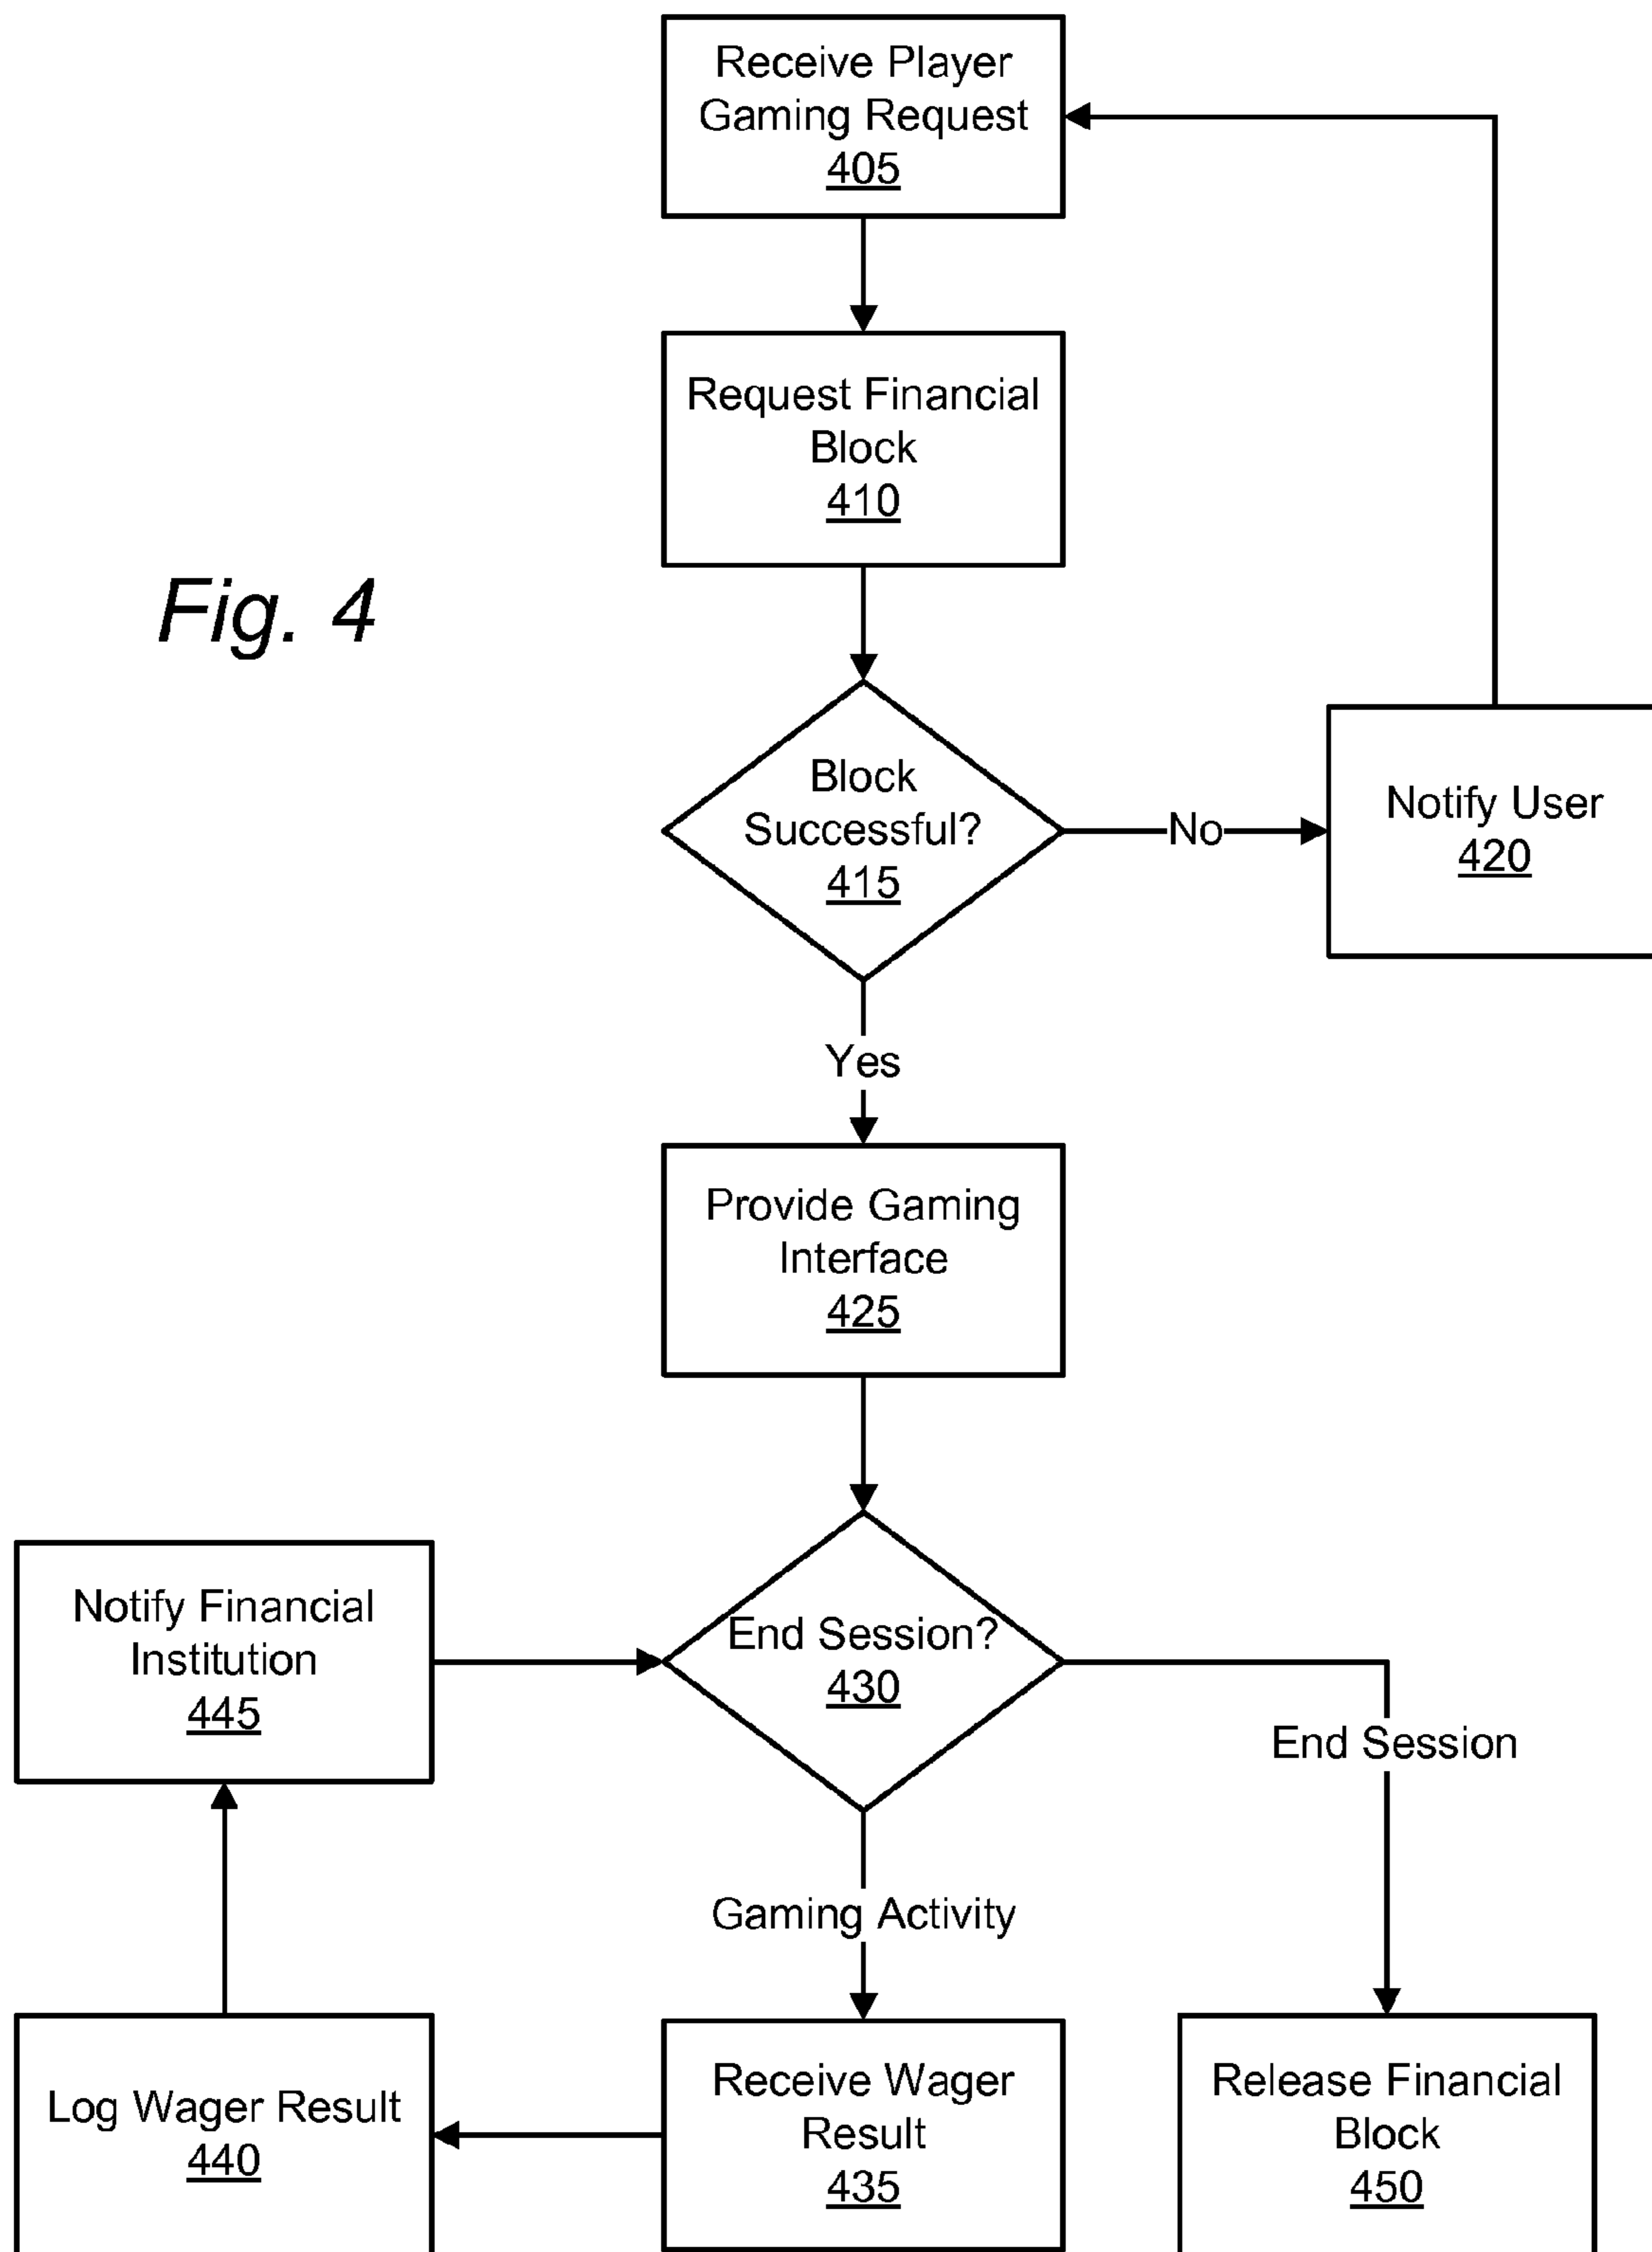 Receive Player
Gaming Request
405
Request Financial
Block
410
Fig. 4
Block
Successful?
415
No
Notify User
420
Yes
Provide Gaming
Interface
425
Notify Financial
Institution
445
End Session?
430
End Session
Gaming Activity
Log Wager Result
440
Receive Wager
Result
435
Release Financial
Block
450